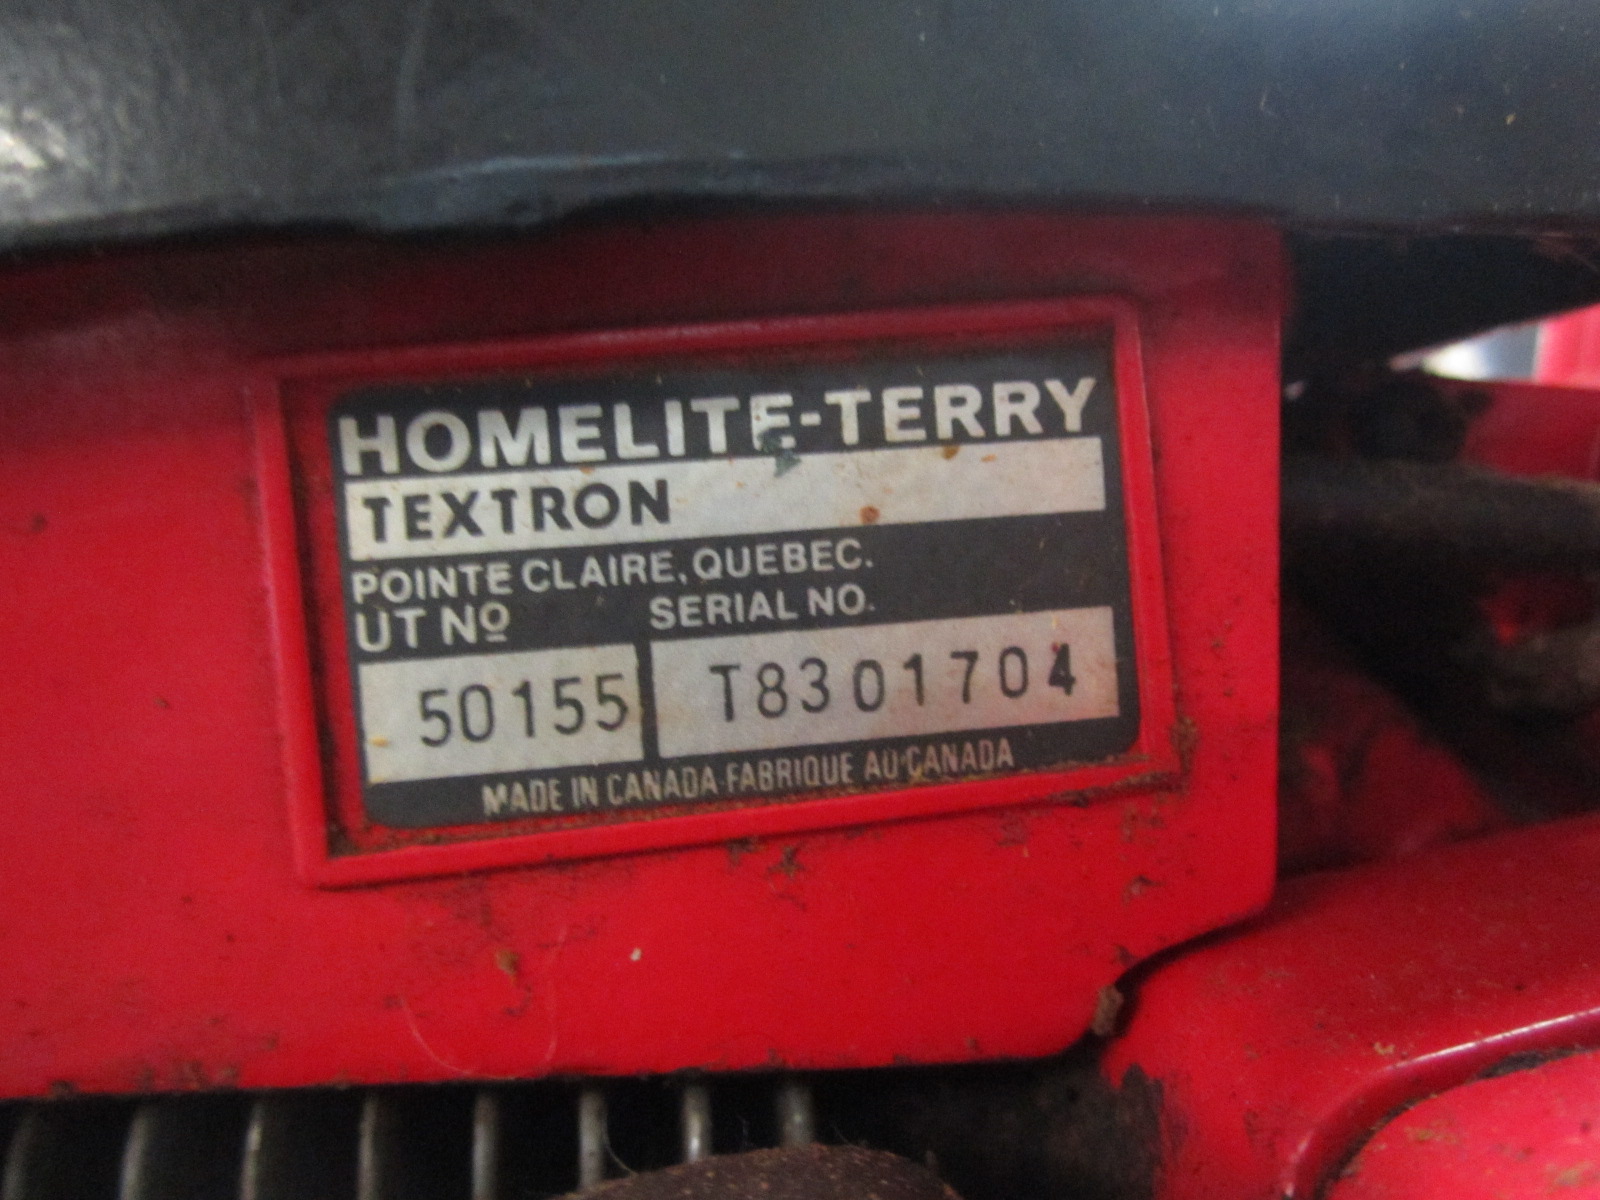 HOMELITE-TERRY
TEXTRON
POINTE CLAIRE, QUEBEC.
UT Nº SERIAL NO.
50155 T8301704
MADE IN CANADA FABRIQUE AU CANADA